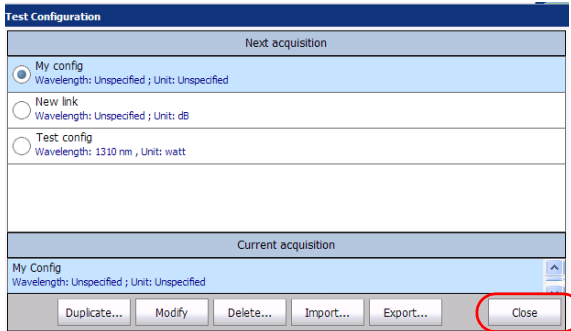 Test Configuration
Next acquisition
My config
Wavelength: Unspecified ; Unit: Unspecified
New link
Wavelength: Unspecified ; Unit: dB
Test config
Wavelength: 1310 nm , Unit: watt
Current acquisition
My Config
Wavelength: Unspecified ; Unit: Unspecified
Duplicate... Modify Delete... Import... Export... Close